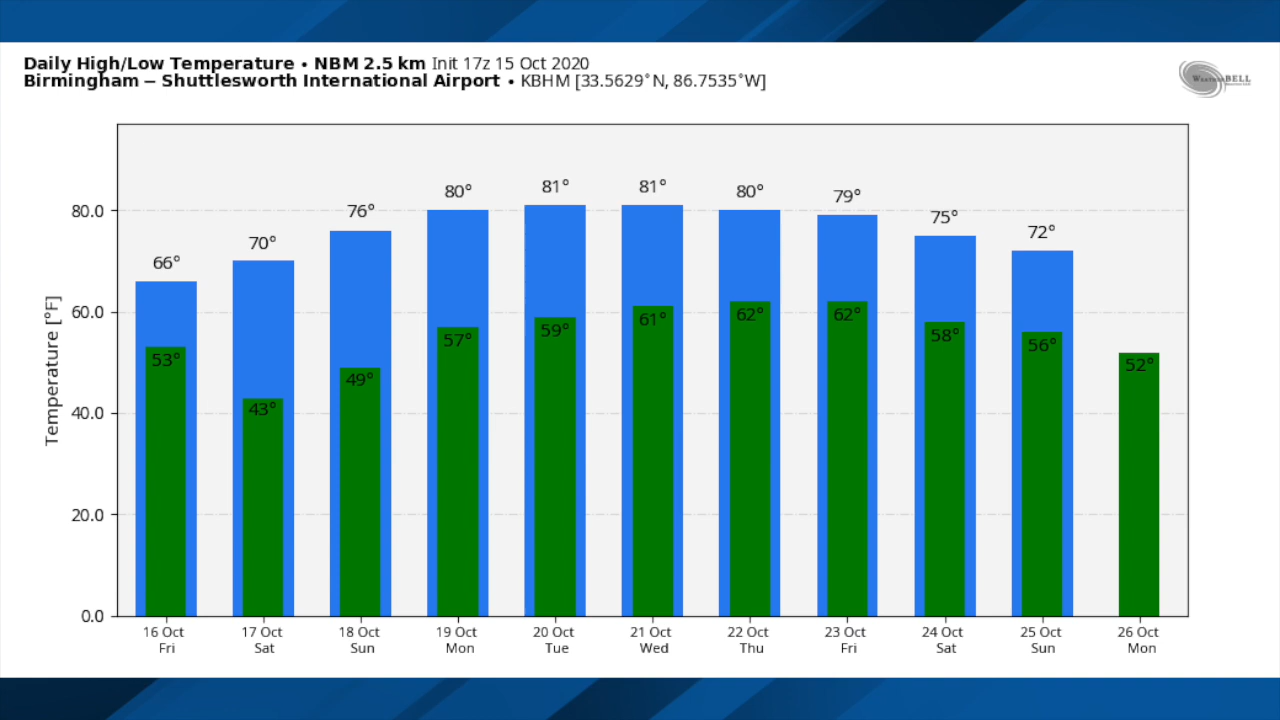 Daily High/Low Temperature • NBM 2.5 km Init 17z 15 Oct 2020
Birmingham – Shuttlesworth International Airport • KBHM [33.5629°N, 86.7535°W]
WeatherBELL
Temperature [°F]
80.0
60.0
40.0
20.0
0.0
66° 70° 76° 80° 81° 81° 80° 79° 75° 72°
53° 43° 49° 57° 59° 61° 62° 62° 58° 56° 52°
16 Oct 17 Oct 18 Oct 19 Oct 20 Oct 21 Oct 22 Oct 23 Oct 24 Oct 25 Oct 26 Oct
Fri Sat Sun Mon Tue Wed Thu Fri Sat Sun Mon